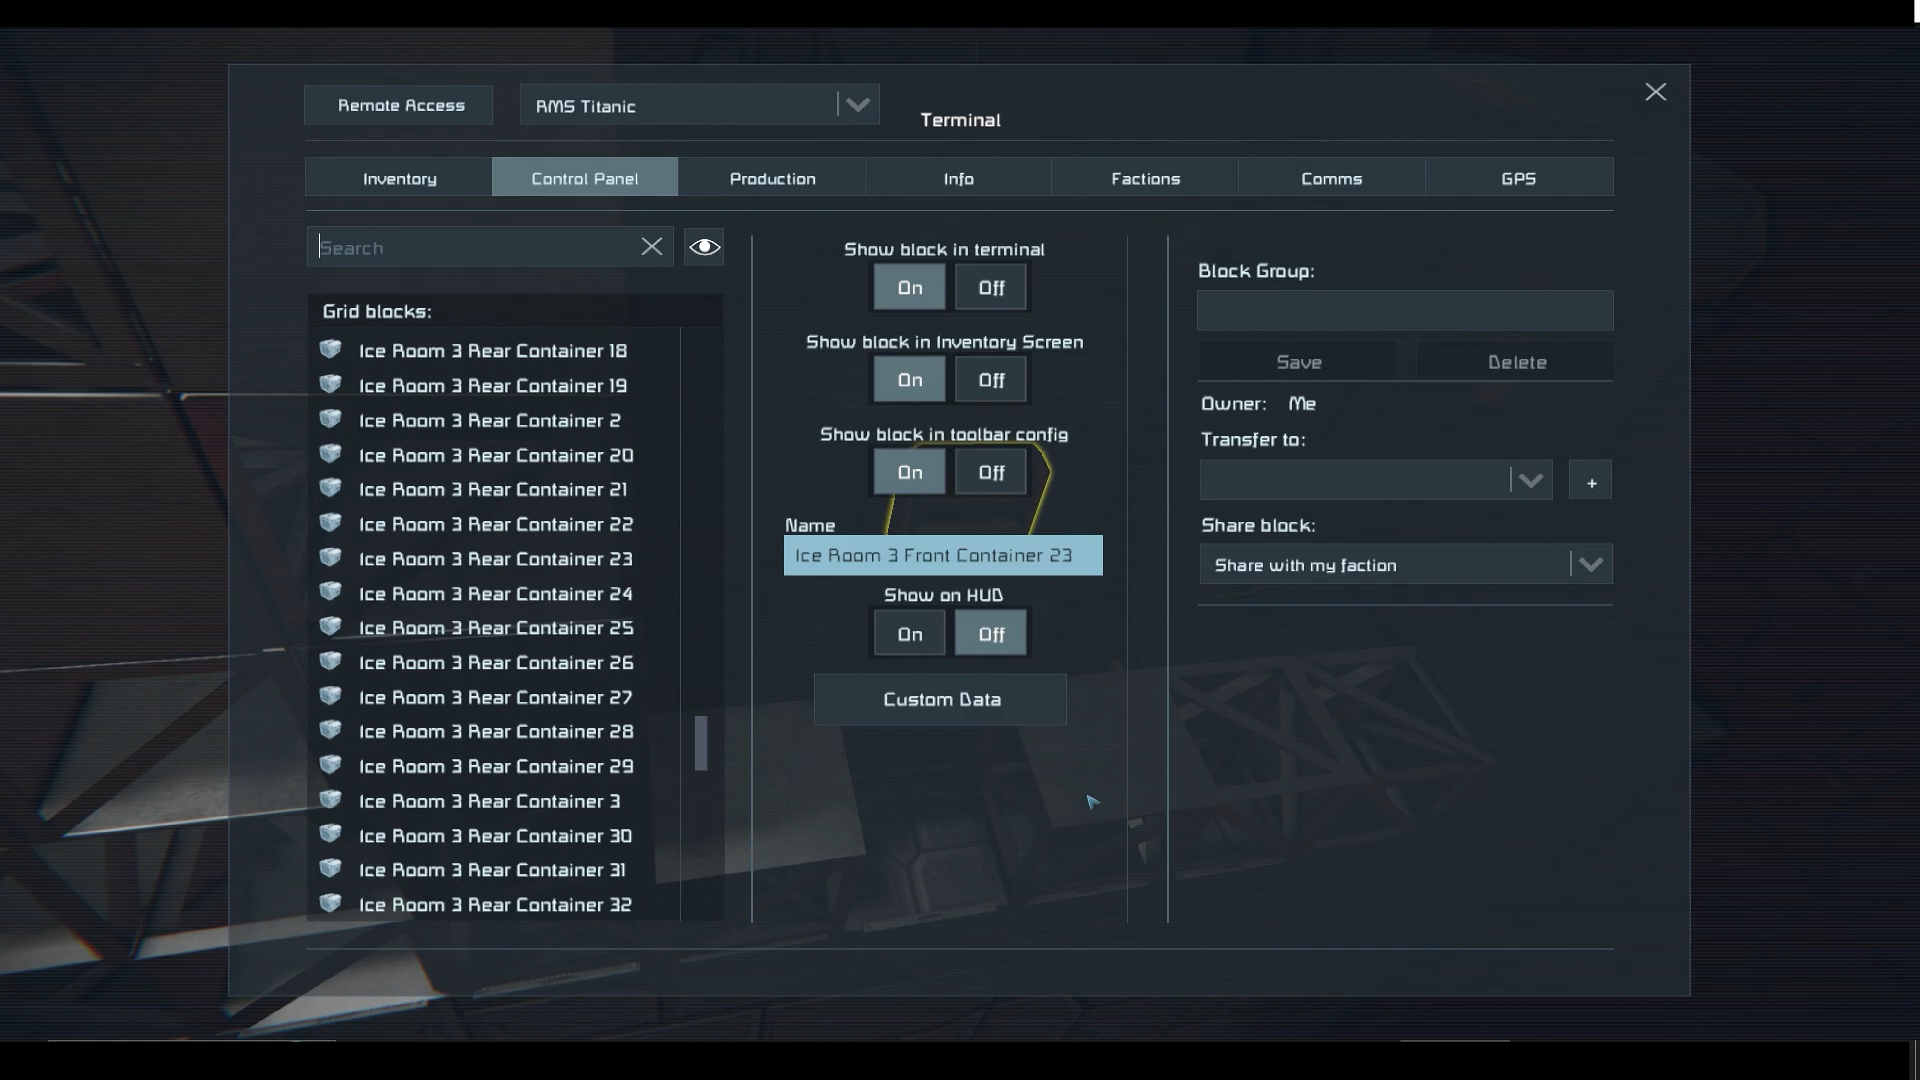 Remote Access
RMS Titanic
Terminal
Inventory
Control Panel
Production
Info
Factions
Comms
GPS
Search
Grid blocks:
Ice Room 3 Rear Container 18
Ice Room 3 Rear Container 19
Ice Room 3 Rear Container 2
Ice Room 3 Rear Container 20
Ice Room 3 Rear Container 21
Ice Room 3 Rear Container 22
Ice Room 3 Rear Container 23
Ice Room 3 Rear Container 24
Ice Room 3 Rear Container 25
Ice Room 3 Rear Container 26
Ice Room 3 Rear Container 27
Ice Room 3 Rear Container 28
Ice Room 3 Rear Container 29
Ice Room 3 Rear Container 3
Ice Room 3 Rear Container 30
Ice Room 3 Rear Container 31
Ice Room 3 Rear Container 32
Show block in terminal
On Off
Show block in Inventory Screen
On Off
Show block in toolbar config
On Off
Name
Ice Room 3 Front Container 23
Show on HUD
On Off
Custom Data
Block Group:
Save Delete
Owner: Me
Transfer to:
+
Share block:
Share with my faction